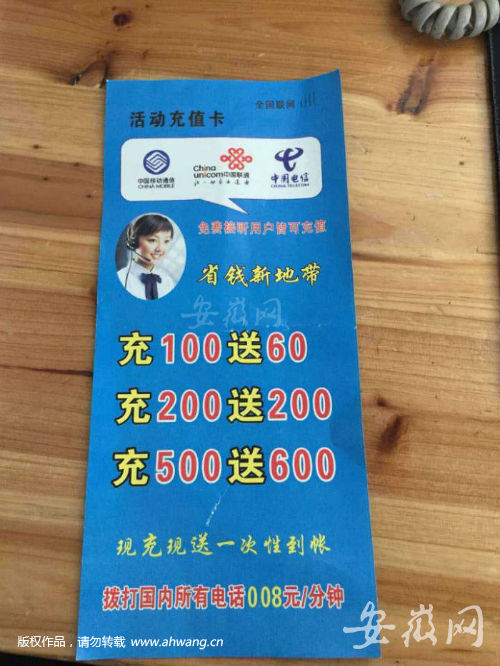 全国联网
活动充值卡
中国移动通信
CHINA MOBILE
China
unicom中国联通
中国电信
CHINA TELECOM
免费接听用户皆可充值
省钱新地带
安徽网
充100送60
充200送200
充500送600
现充现送一次性到帐
拨打国内所有电话008元/分钟
安徽网
版权作品，请勿转载 www.ahwang.cn